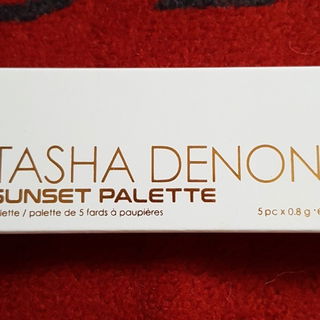 TASHA DENON
SUNSET PALETTE
lette / palette de 5 fards à paupières 5 pc x 0.8 g